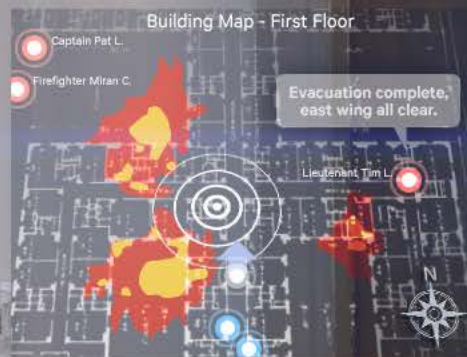 Building Map - First Floor
Captain Pat L.
Firefighter Miran C.
Evacuation complete,
east wing all clear.
Lieutenant Tim L.
N